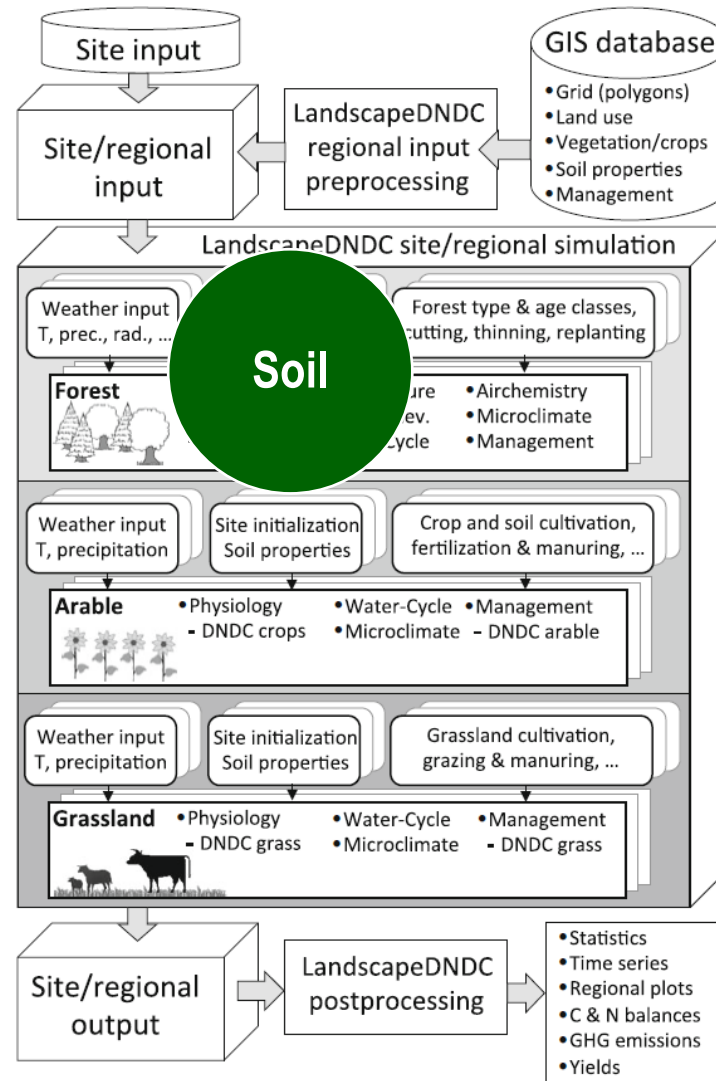 Site input
GIS database
•Grid (polygons)
•Land use
•Vegetation/crops
•Soil properties
•Management
LandscapeDNDC
regional input
preprocessing
Site/regional
input
LandscapeDNDC site/regional simulation
Weather input
T, prec., rad., ...
Forest type & age classes,
cutting, thinning, replanting
Soil
Forest
•Airchemistry
ev.
•Microclimate
Cycle
•Management
Weather input
T, precipitation
Site initialization
Soil properties
Crop and soil cultivation,
fertilization & manuring, ...
Arable
•Physiology
- DNDC crops
•Water-Cycle
•Microclimate
•Management
- DNDC arable
Weather input
T, precipitation
Site initialization
Soil properties
Grassland cultivation,
grazing & manuring, ...
Grassland
•Physiology
- DNDC grass
•Water-Cycle
•Microclimate
•Management
- DNDC grass
Site/regional
output
LandscapeDNDC
postprocessing
•Statistics
•Time series
•Regional plots
•C & N balances
•GHG emissions
•Yields